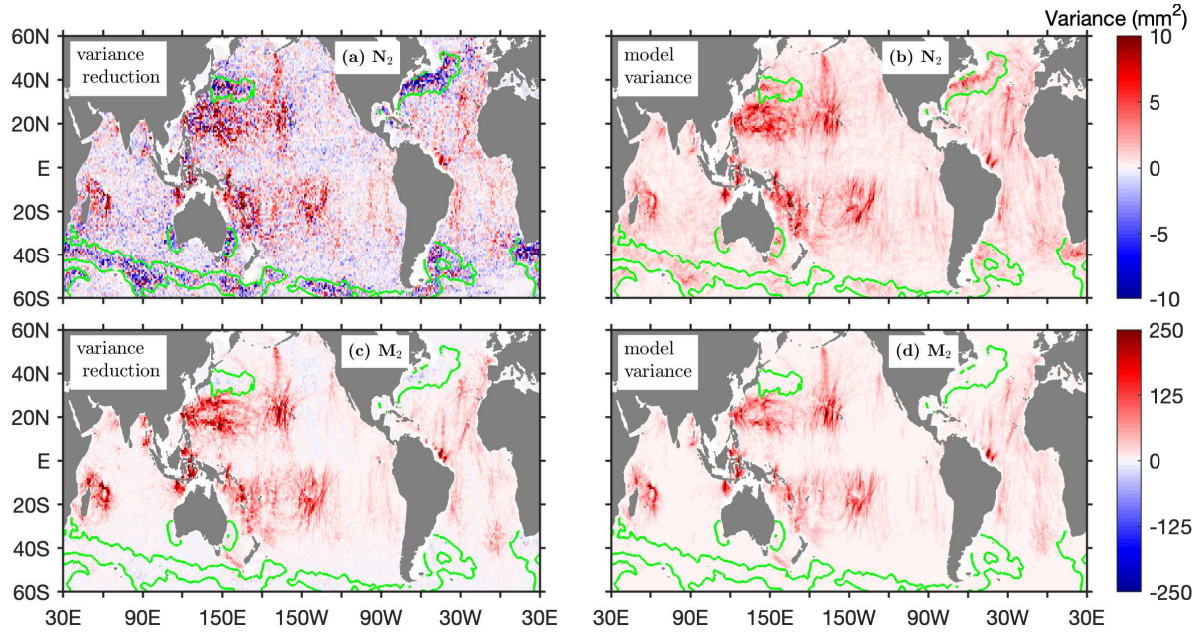 Variance (mm²)
60N
40N
20N
E
20S
40S
60S
variance
reduction
(a) N₂
model
variance
(b) N₂
10
5
0
-5
-10
60N
40N
20N
E
20S
40S
60S
variance
reduction
(c) M₂
model
variance
(d) M₂
250
125
0
-125
-250
30E 90E 150E 150W 90W 30W 30E
30E 90E 150E 150W 90W 30W 30E